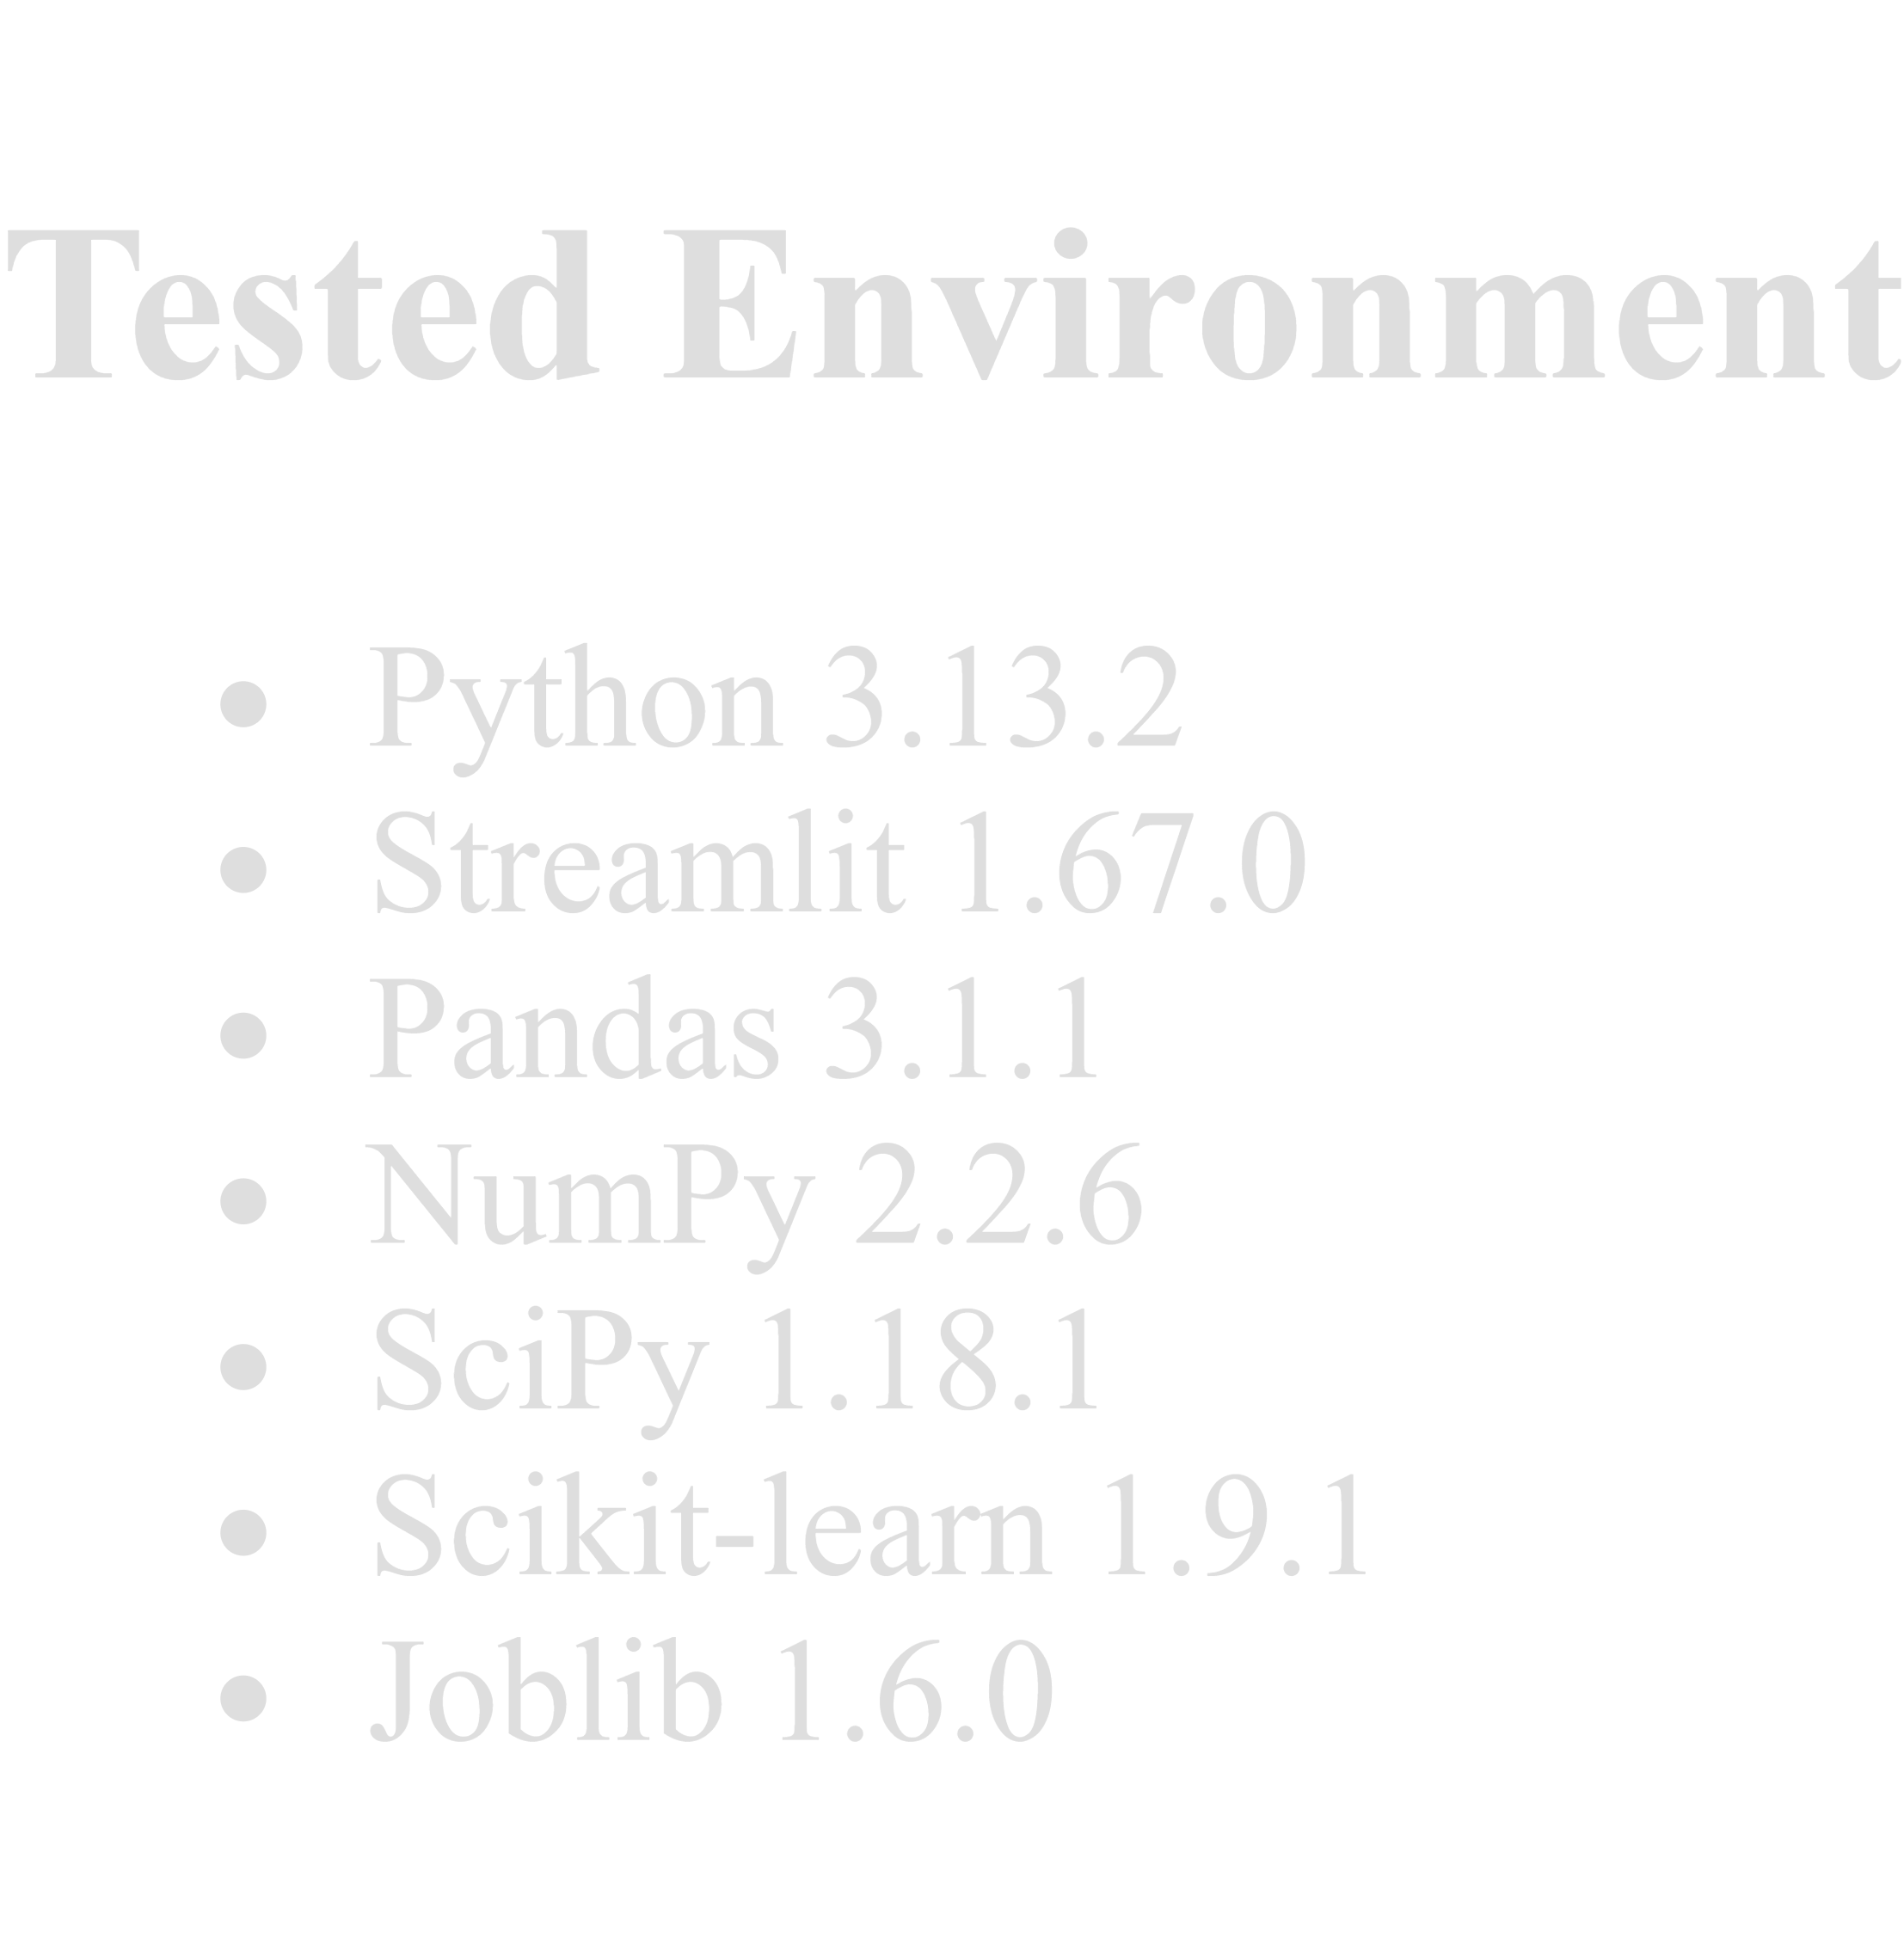 Tested Environment
• Python 3.13.2
• Streamlit 1.67.0
• Pandas 3.1.1
• NumPy 2.2.6
• SciPy 1.18.1
• Scikit-learn 1.9.1
• Joblib 1.6.0